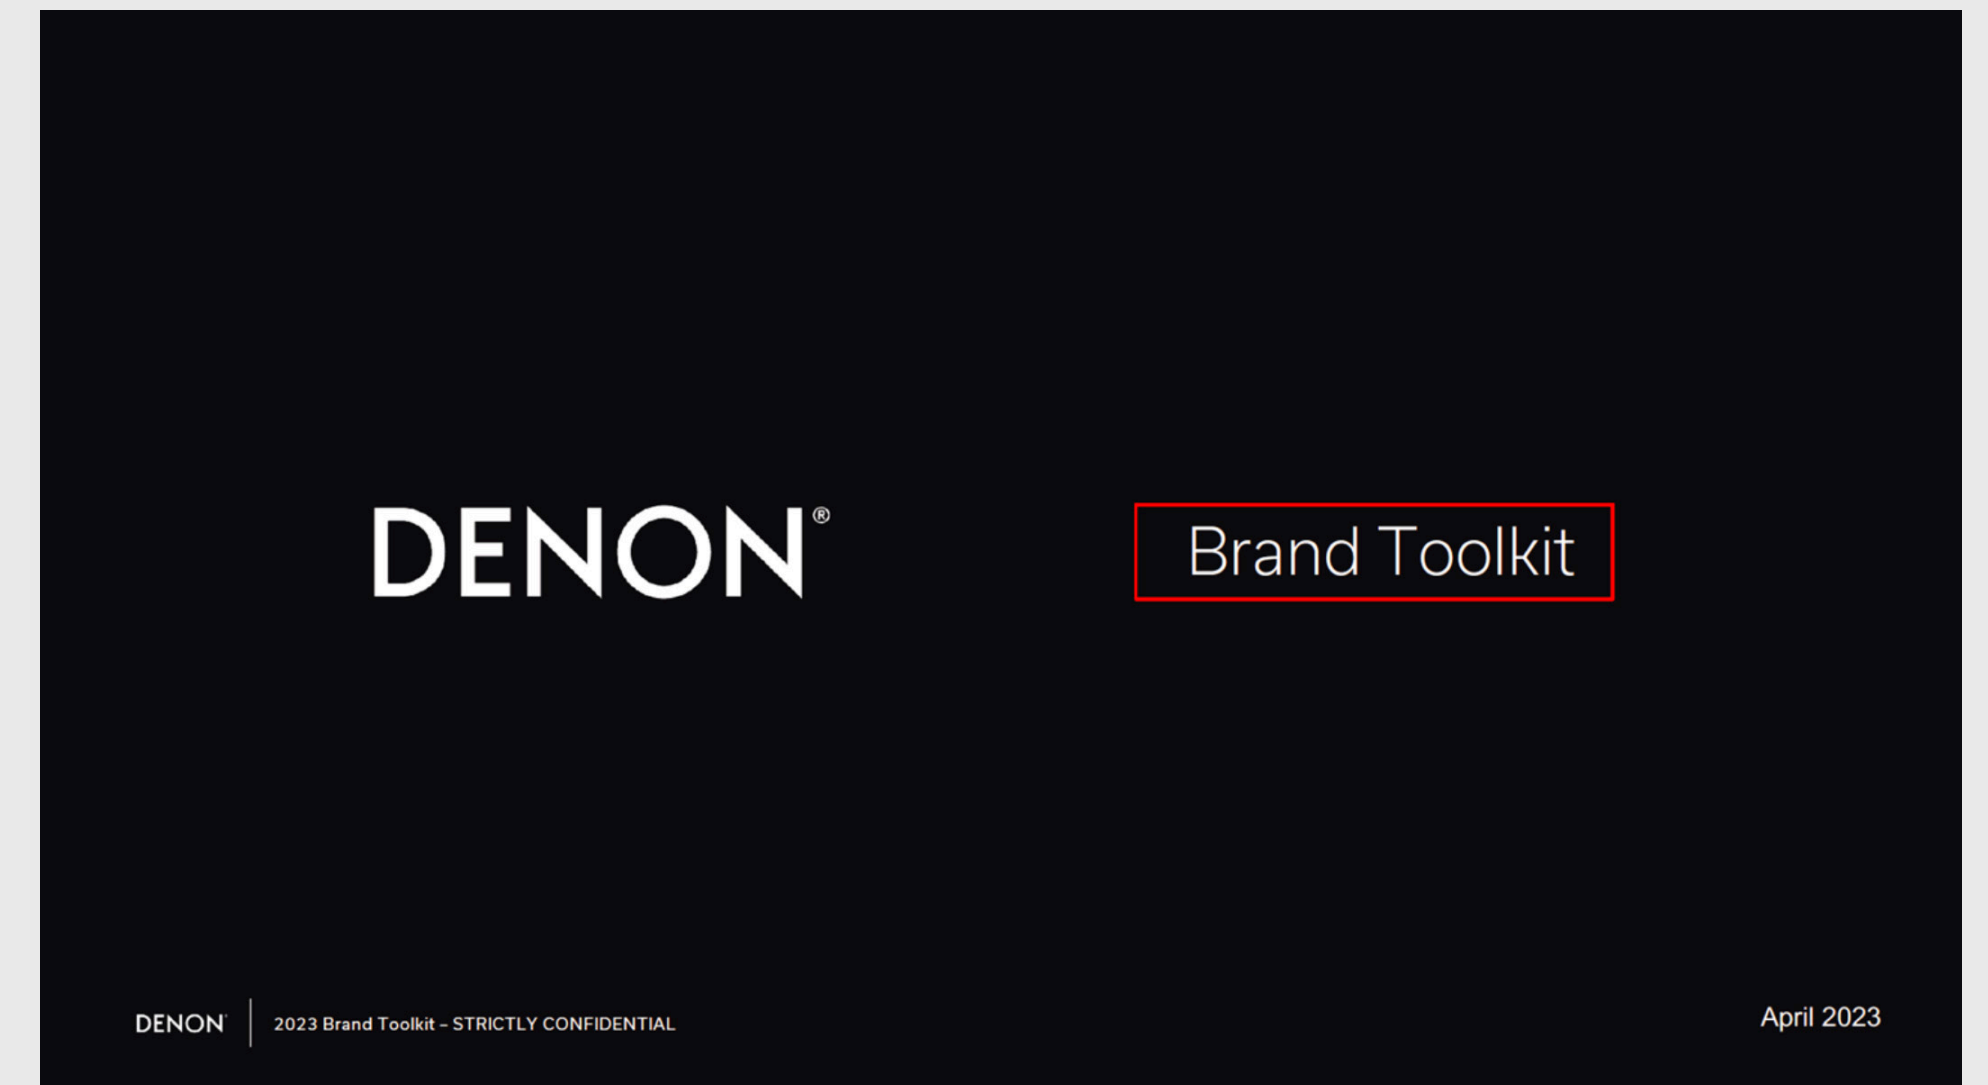 DENON®
Brand Toolkit
DENON
2023 Brand Toolkit – STRICTLY CONFIDENTIAL
April 2023